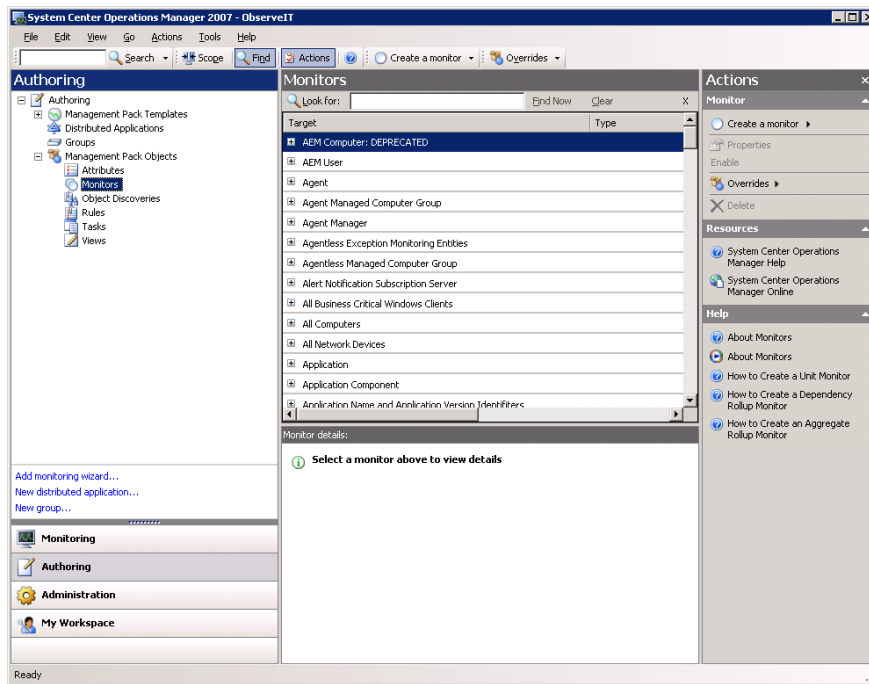 System Center Operations Manager 2007 - ObserveIT
File Edit View Go Actions Tools Help
Search Scope Find Actions Create a monitor Overrides
Authoring
Authoring
Management Pack Templates
Distributed Applications
Groups
Management Pack Objects
Attributes
Monitors
Object Discoveries
Rules
Tasks
Views
Add monitoring wizard...
New distributed application...
New group...
Monitoring
Authoring
Administration
My Workspace
Monitors
Look for: Find Now Clear X
Target Type
AEM Computer: DEPRECATED
AEM User
Agent
Agent Managed Computer Group
Agent Manager
Agentless Exception Monitoring Entities
Agentless Managed Computer Group
Alert Notification Subscription Server
All Business Critical Windows Clients
All Computers
All Network Devices
Application
Application Component
Application Name and Application Version Identifiters
Monitor details:
Select a monitor above to view details
Actions x
Monitor
Create a monitor
Properties
Enable
Overrides
Delete
Resources
System Center Operations
Manager Help
System Center Operations
Manager Online
Help
About Monitors
About Monitors
How to Create a Unit Monitor
How to Create a Dependency
Rollup Monitor
How to Create an Aggregate
Rollup Monitor
Ready